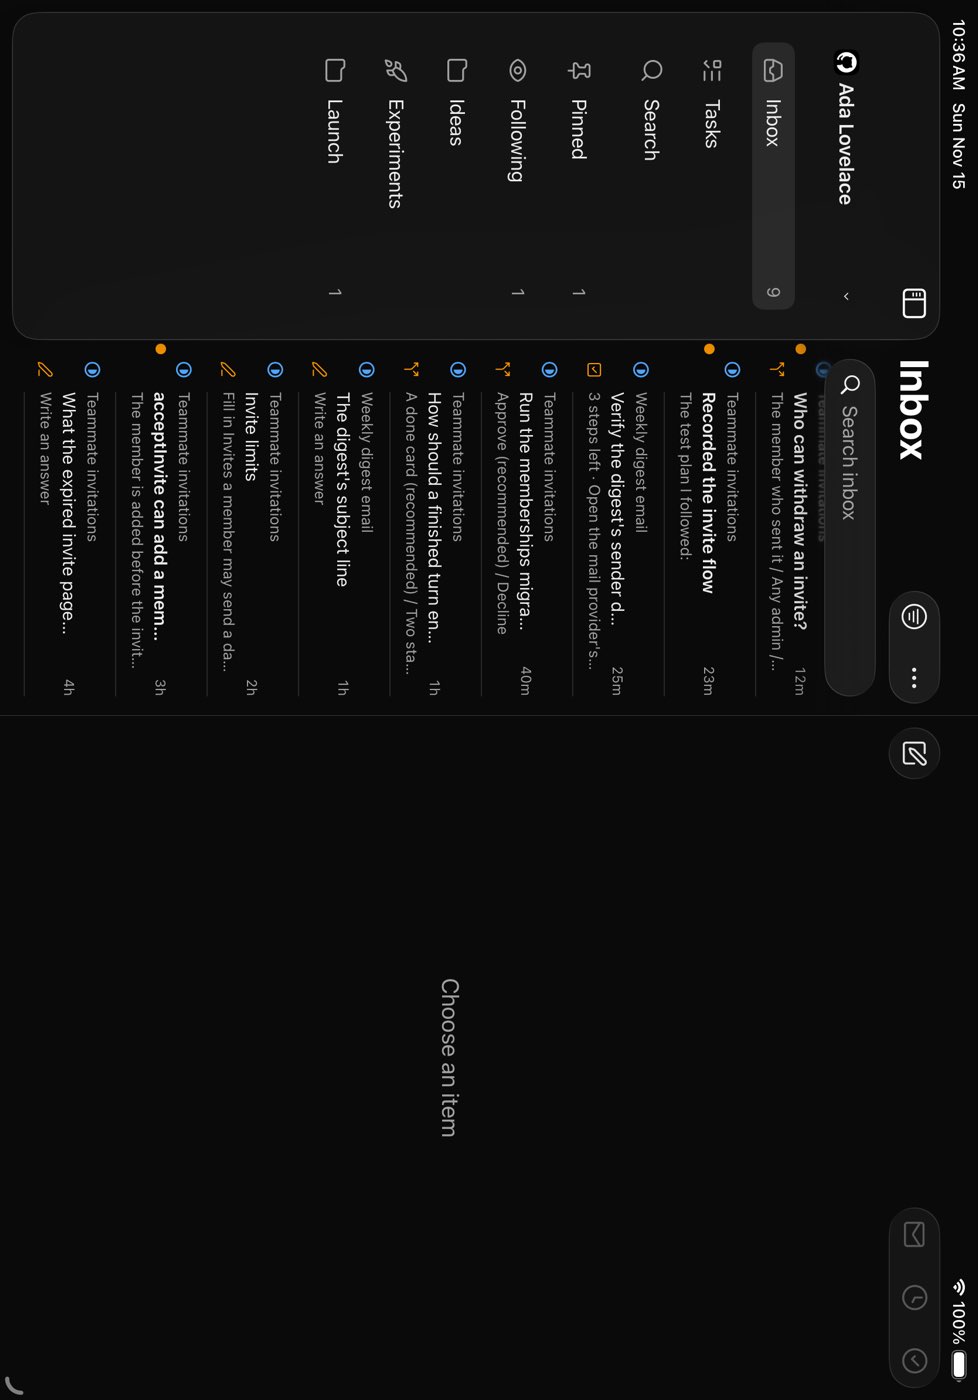 10:36 AM Sun Nov 15
100%
Ada Lovelace
Inbox 9
Tasks
Search
Pinned 1
Following 1
Ideas
Experiments
Launch 1
Inbox
Search inbox
Teammate invitations
Who can withdraw an invite? 12m
The member who sent it / Any admin /...
Teammate invitations
Recorded the invite flow 23m
The test plan I followed:
Weekly digest email
Verify the digest's sender d... 25m
3 steps left · Open the mail provider's...
Teammate invitations
Run the memberships migra... 40m
Approve (recommended) / Decline
Teammate invitations
How should a finished turn en... 1h
A done card (recommended) / Two sta...
Weekly digest email
The digest's subject line 1h
Write an answer
Teammate invitations
Invite limits 2h
Fill in Invites a member may send a da...
Teammate invitations
acceptInvite can add a mem... 3h
The member is added before the invit...
Teammate invitations
What the expired invite page... 4h
Write an answer
Choose an item